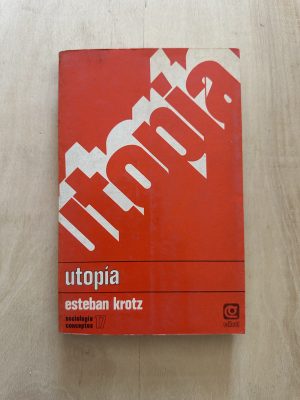 utopía
utopía
esteban krotz
sociología
conceptos 17
edicol